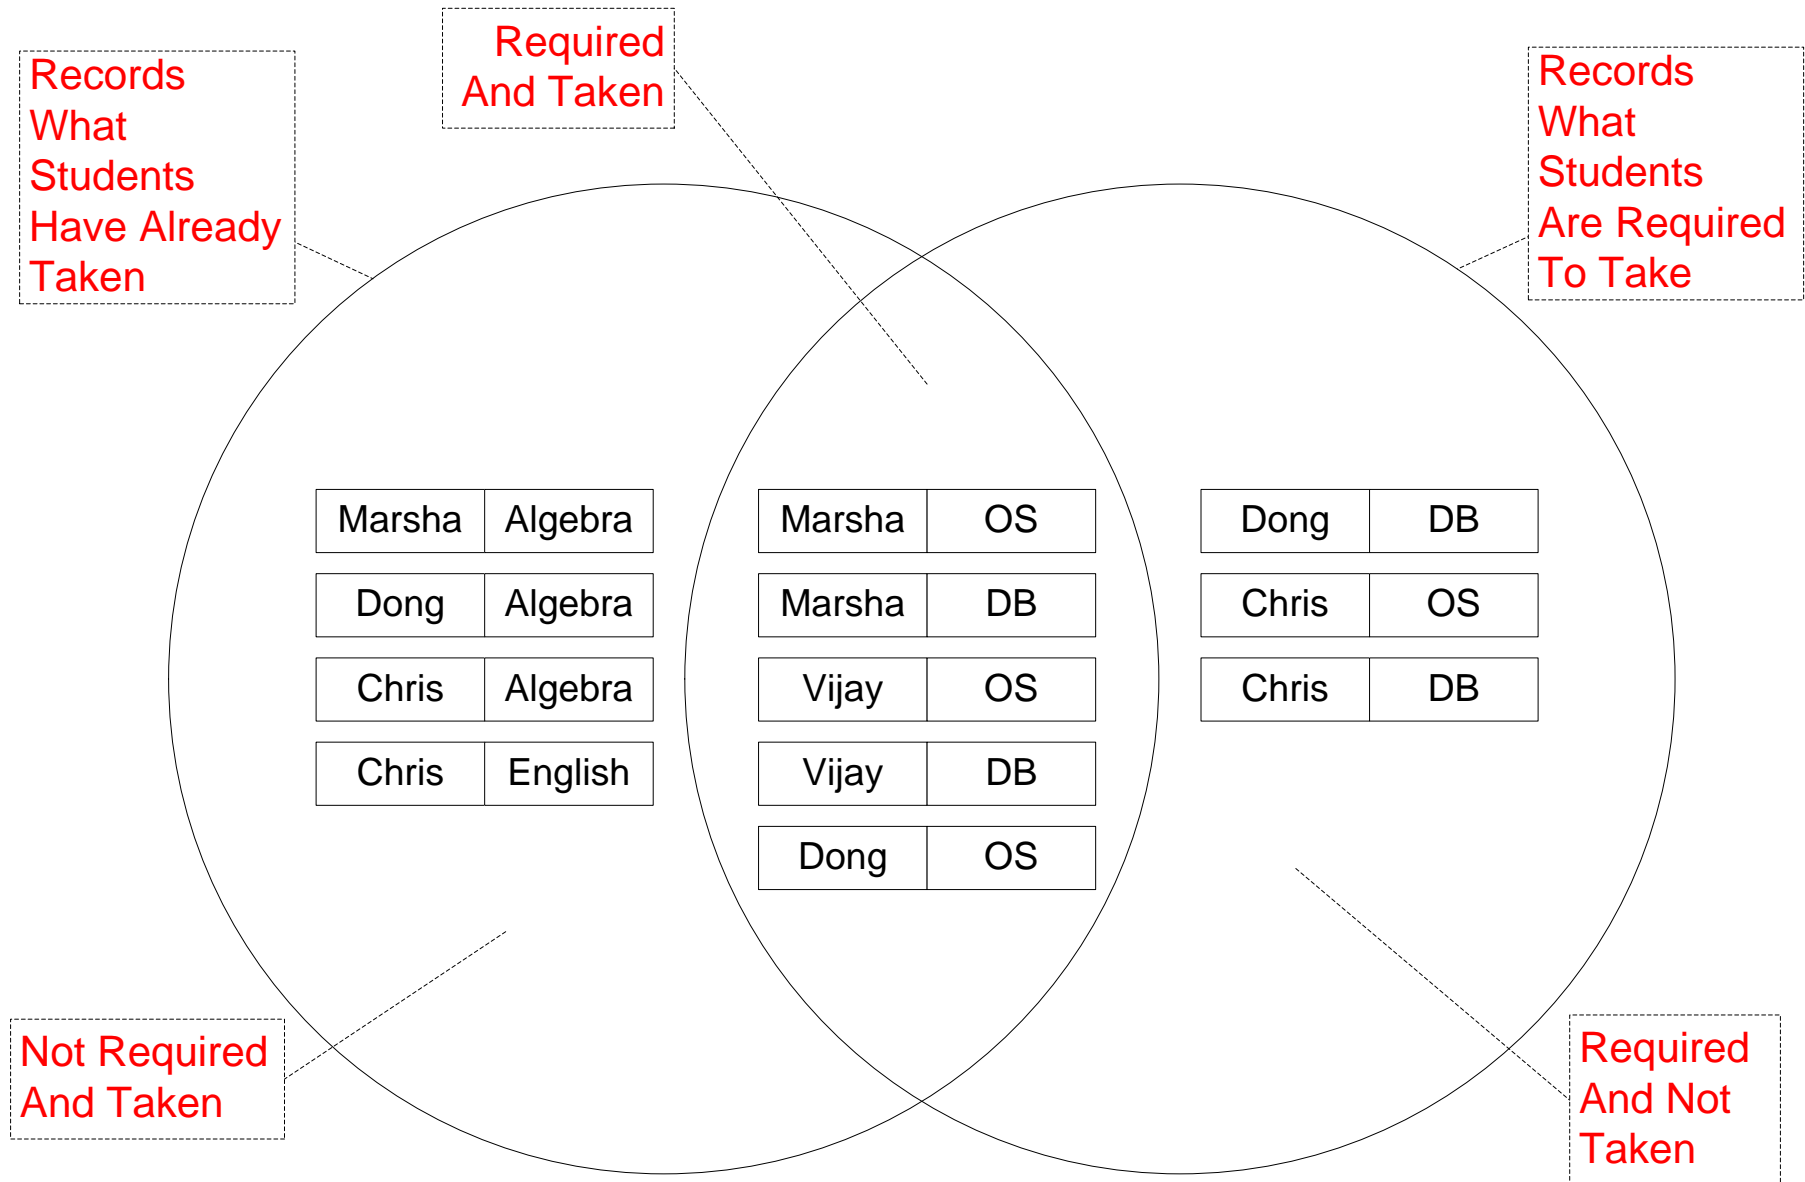 Records
What
Students
Have Already
Taken
Required
And Taken
Records
What
Students
Are Required
To Take
Marsha Algebra
Dong Algebra
Chris Algebra
Chris English
Marsha OS
Marsha DB
Vijay OS
Vijay DB
Dong OS
Dong DB
Chris OS
Chris DB
Not Required
And Taken
Required
And Not
Taken